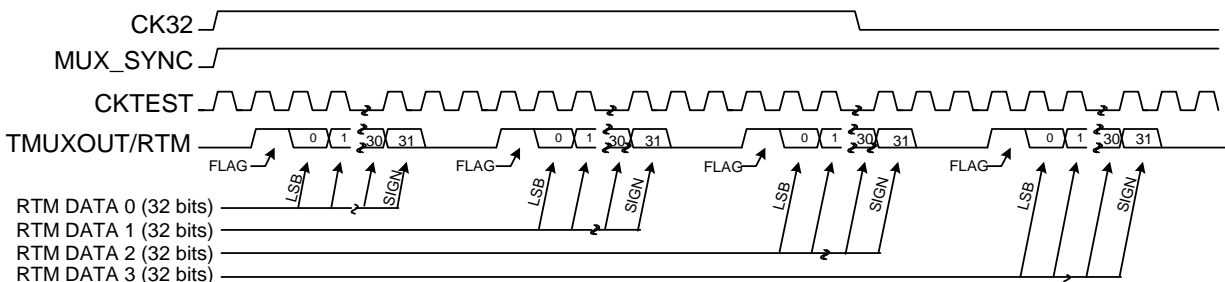 CK32
MUX_SYNC
CKTEST
TMUXOUT/RTM 0 1 30 31 0 1 30 31 0 1 30 31 0 1 30 31
FLAG FLAG FLAG FLAG
LSB SIGN LSB SIGN LSB SIGN LSB SIGN
RTM DATA 0 (32 bits)
RTM DATA 1 (32 bits)
RTM DATA 2 (32 bits)
RTM DATA 3 (32 bits)